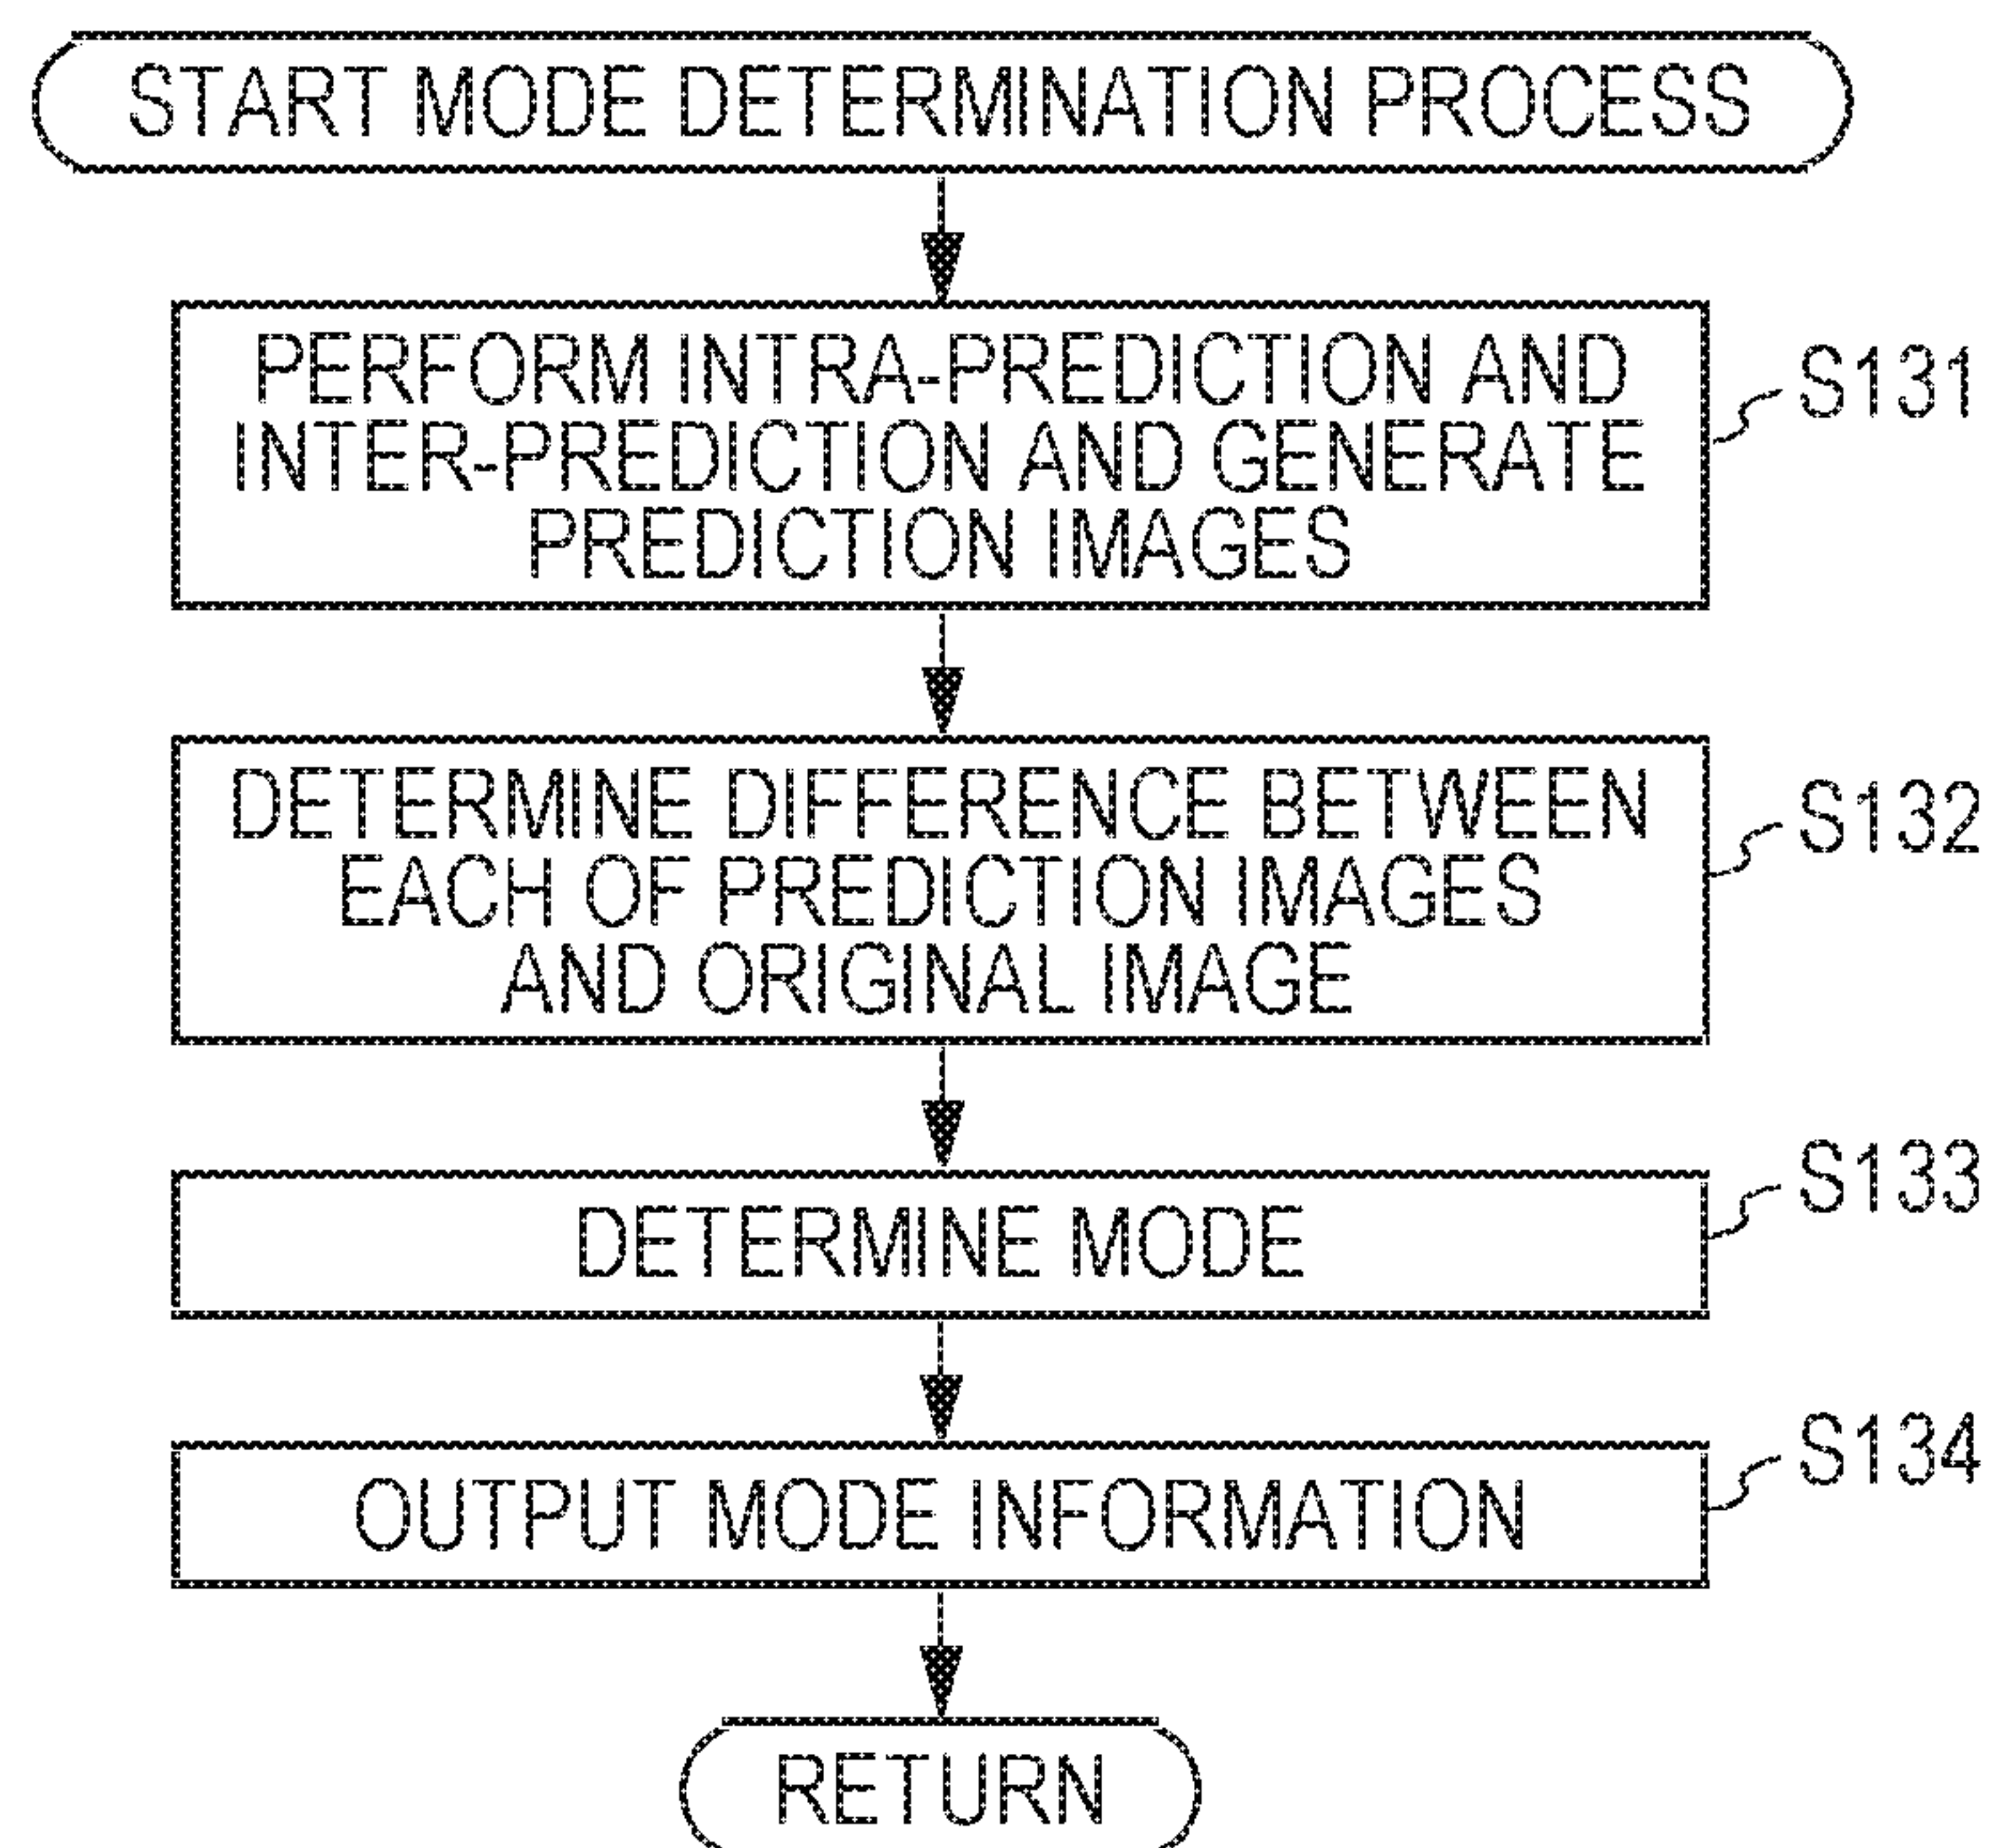 START MODE DETERMINATION PROCESS
PERFORM INTRA-PREDICTION AND
INTER-PREDICTION AND GENERATE
PREDICTION IMAGES
S131
DETERMINE DIFFERENCE BETWEEN
EACH OF PREDICTION IMAGES
AND ORIGINAL IMAGE
S132
DETERMINE MODE
S133
OUTPUT MODE INFORMATION
S134
RETURN